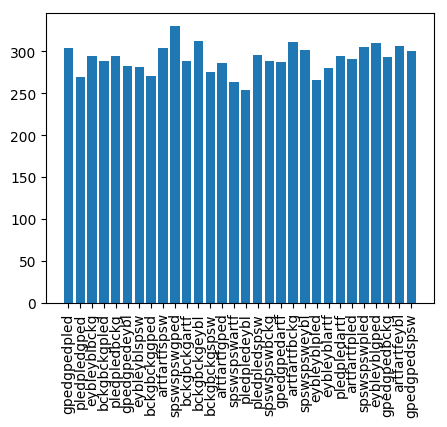 300
250
200
150
100
50
0
gpedgpedpled
pledpledgped
eybleyblbckg
bckgbckgpled
pledpledbckg
gpedgpedeybl
eybleyblspsw
bckgbckggped
artfartfspsw
spswspswgped
bckgbckgartf
bckgbckgeybl
bckgbckgspsw
artfartfgped
spswspswartf
pledpledeybl
pledpledspsw
spswspswbckg
gpedgpedartf
artfartfbckg
spswspsweybl
eybleyblpled
eybleyblartf
pledpledartf
artfartfpled
spswspswpled
eybleyblgped
gpedgpedbckg
artfartfeybl
gpedgpedspsw